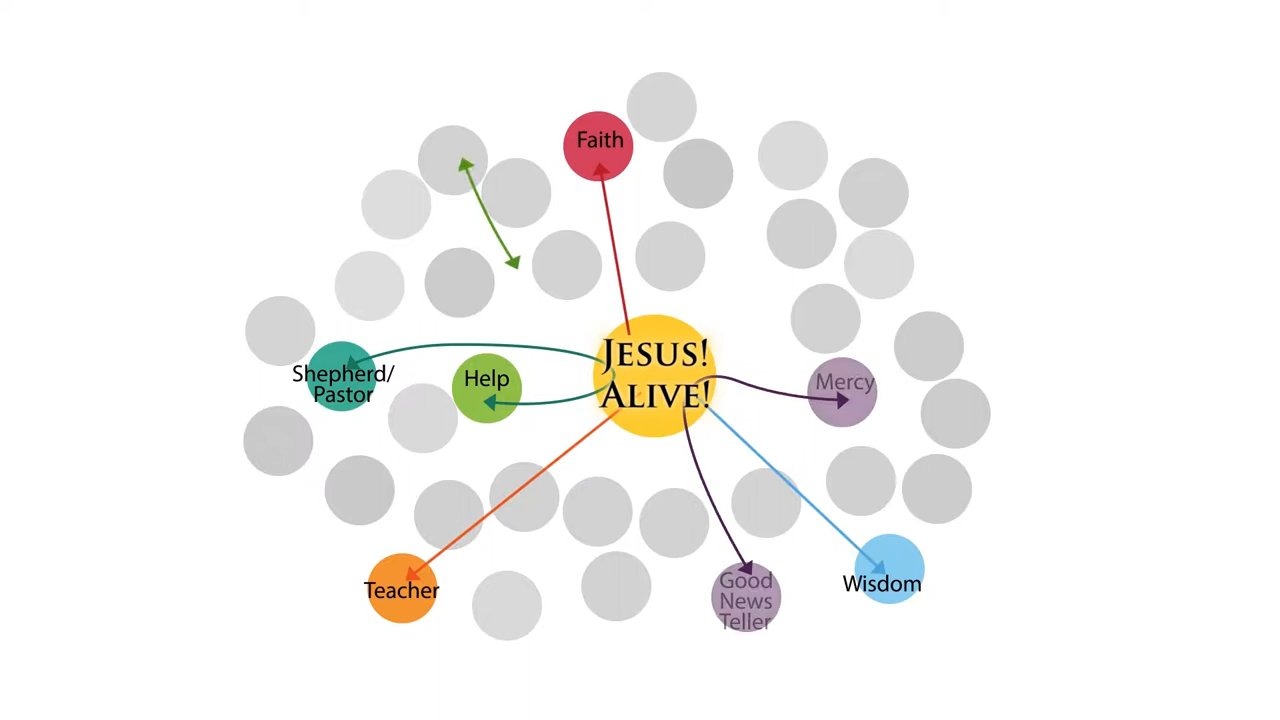 Faith
JESUS!
ALIVE!
Shepherd/
Pastor
Help
Mercy
Teacher
Good
News
Teller
Wisdom